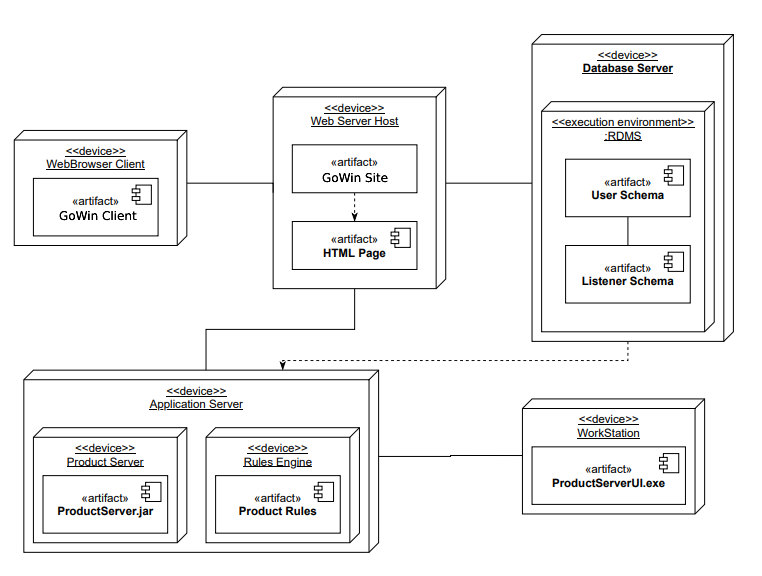 <<device>>
WebBrowser Client
«artifact»
GoWin Client
<<device>>
Web Server Host
«artifact»
GoWin Site
«artifact»
HTML Page
<<device>>
Database Server
<<execution environment>>
:RDMS
«artifact»
User Schema
«artifact»
Listener Schema
<<device>>
Application Server
<<device>>
Product Server
«artifact»
ProductServer.jar
<<device>>
Rules Engine
«artifact»
Product Rules
<<device>>
WorkStation
«artifact»
ProductServerUI.exe